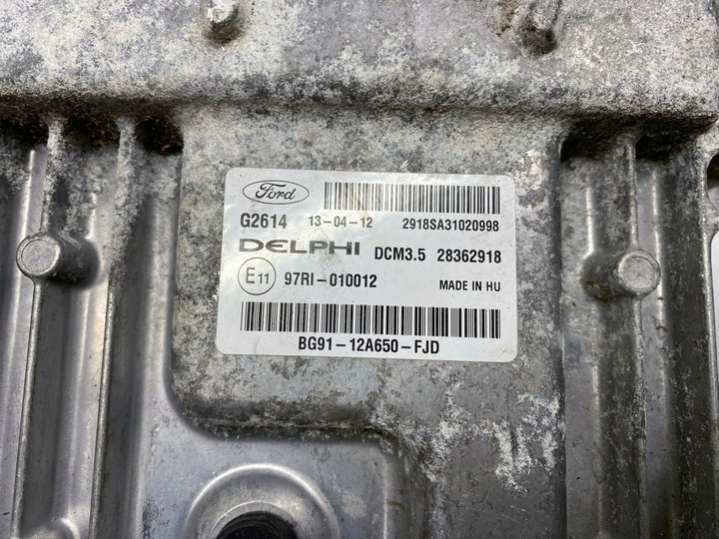 Ford
G2614 13-04-12 2918SA31020998
DELPHI DCM3.5 28362918
E11 97RI-010012 MADE IN HU
BG91-12A650-FJD